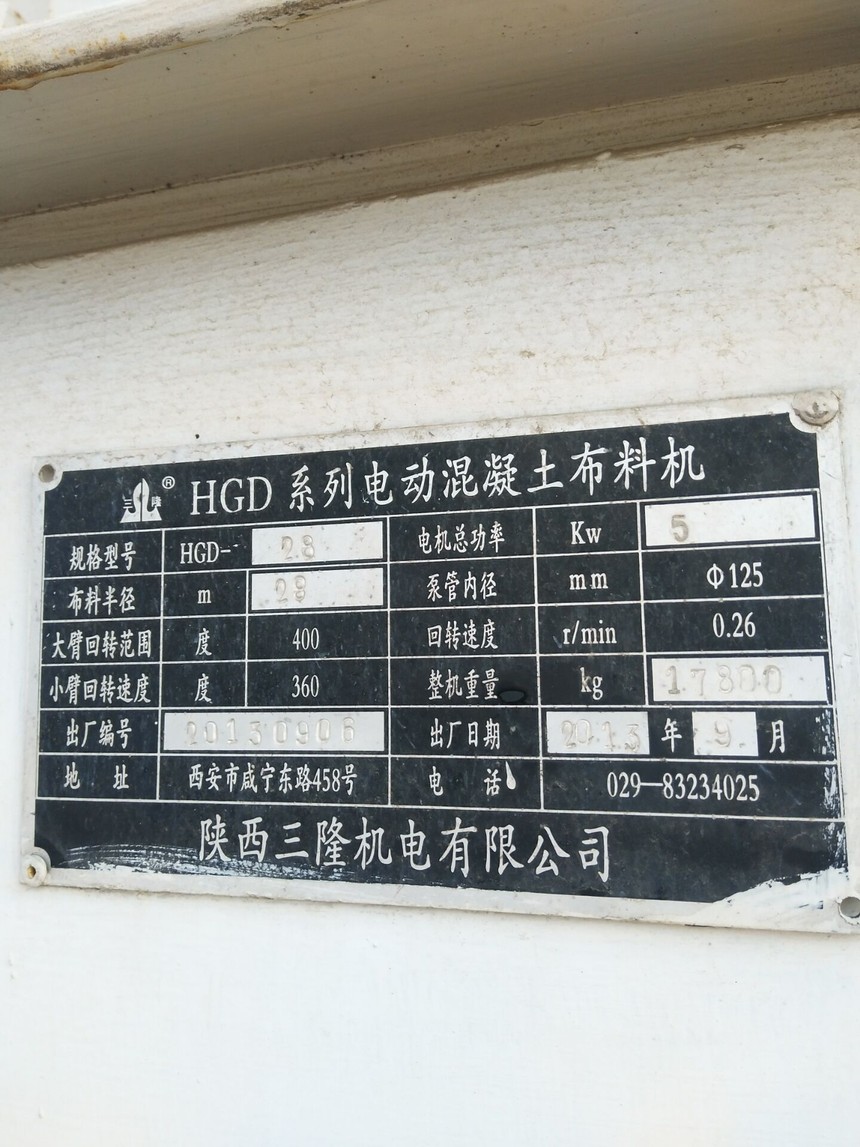 三隆 ® HGD 系列电动混凝土布料机
规格型号 HGD- 28 电机总功率 Kw 5
布料半径 m 28 泵管内径 mm Φ125
大臂回转范围 度 400 回转速度 r/min 0.26
小臂回转速度 度 360 整机重量 kg 17800
出厂编号 20130906 出厂日期 2013 年 9 月
地 址 西安市咸宁东路458号 电 话 029—83234025
陕西三隆机电有限公司